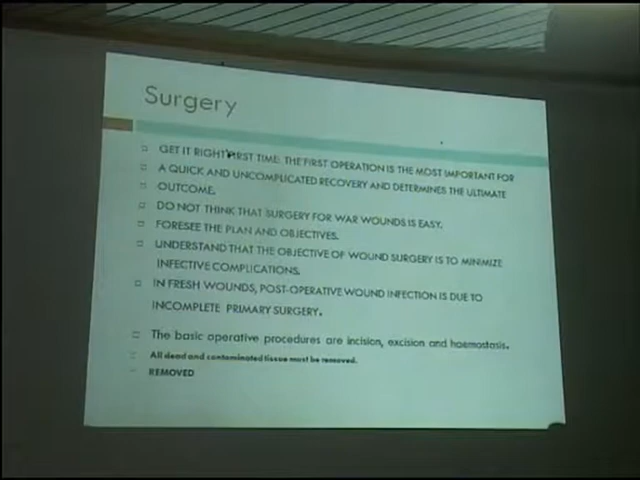 Surgery
GET IT RIGHT FIRST TIME: THE FIRST OPERATION IS THE MOST IMPORTANT FOR
A QUICK AND UNCOMPLICATED RECOVERY AND DETERMINES THE ULTIMATE
OUTCOME.
DO NOT THINK THAT SURGERY FOR WAR WOUNDS IS EASY.
FORESEE THE PLAN AND OBJECTIVES.
UNDERSTAND THAT THE OBJECTIVE OF WOUND SURGERY IS TO MINIMIZE
INFECTIVE COMPLICATIONS.
IN FRESH WOUNDS, POST-OPERATIVE WOUND INFECTION IS DUE TO
INCOMPLETE PRIMARY SURGERY.
The basic operative procedures are incision, excision and haemostasis.
All dead and contaminated tissue must be removed.
REMOVED